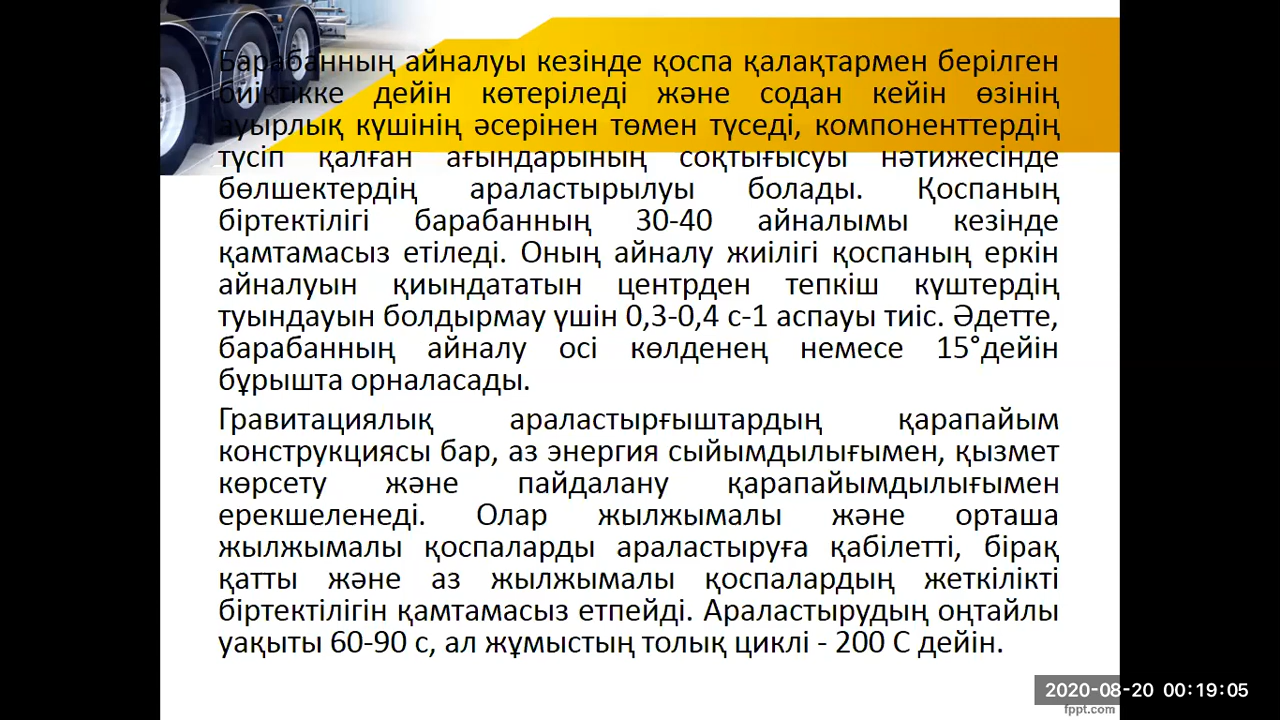 Барабанның айналуы кезінде қоспа қалақтармен берілген
биіктікке дейін көтеріледі және содан кейін өзінің
ауырлық күшінің әсерінен төмен түседі, компоненттердің
түсіп қалған ағындарының соқтығысуы нәтижесінде
бөлшектердің араластырылуы болады. Қоспаның
біртектілігі барабанның 30-40 айналымы кезінде
қамтамасыз етіледі. Оның айналу жиілігі қоспаның еркін
айналуын қиындататын центрден тепкіш күштердің
туындауын болдырмау үшін 0,3-0,4 с-1 аспауы тиіс. Әдетте,
барабанның айналу осі көлденең немесе 15°дейін
бұрышта орналасады.
Гравитациялық араластырғыштардың қарапайым
конструкциясы бар, аз энергия сыйымдылығымен, қызмет
көрсету және пайдалану қарапайымдылығымен
ерекшеленеді. Олар жылжымалы және орташа
жылжымалы қоспаларды араластыруға қабілетті, бірақ
қатты және аз жылжымалы қоспалардың жеткілікті
біртектілігін қамтамасыз етпейді. Араластырудың оңтайлы
уақыты 60-90 с, ал жұмыстың толық циклі - 200 С дейін.
2020-08-20 00:19:05
fppt.com